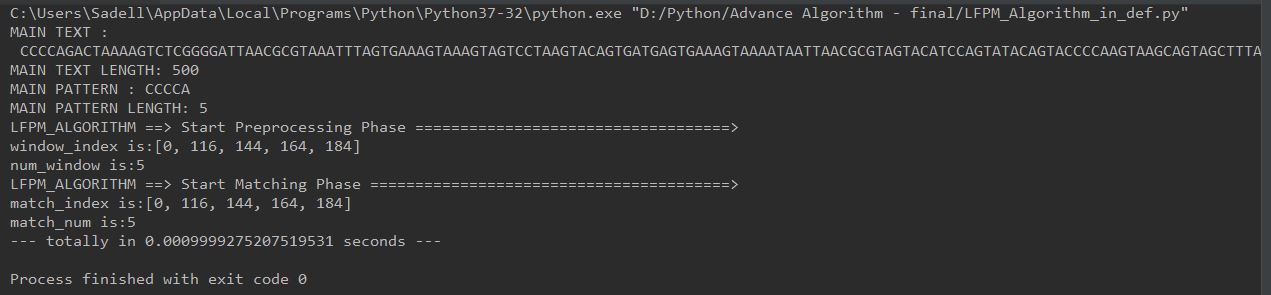 C:\Users\Sadell\AppData\Local\Programs\Python\Python37-32\python.exe "D:/Python/Advance Algorithm - final/LFPM_Algorithm_in_def.py"
MAIN TEXT :
CCCCAGACTAAAAGTCTCGGGGATTAACGCGTAAATTTAGTGAAAGTAAAGTAGTCCTAAGTACAGTGATGAGTGAAAGTAAAATAATTAACGCGTAGTACATCCAGTATACAGTACCCCAAGTAAGCAGTAGCTTTA
MAIN TEXT LENGTH: 500
MAIN PATTERN : CCCCA
MAIN PATTERN LENGTH: 5
LFPM_ALGORITHM ==> Start Preprocessing Phase ===================================>
window_index is:[0, 116, 144, 164, 184]
num_window is:5
LFPM_ALGORITHM ==> Start Matching Phase ========================================>
match_index is:[0, 116, 144, 164, 184]
match_num is:5
--- totally in 0.0009999275207519531 seconds ---
Process finished with exit code 0